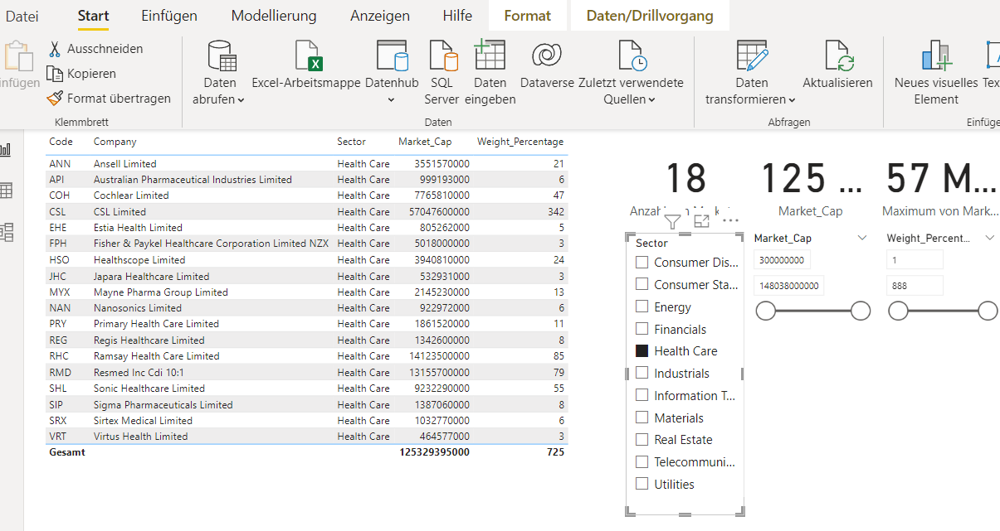 Datei Start Einfügen Modellierung Anzeigen Hilfe Format Daten/Drillvorgang
Ausschneiden
Kopieren
Format übertragen
Klemmbrett
Daten abrufen
Excel-Arbeitsmappe
Datenhub
SQL Server
Daten eingeben
Dataverse
Zuletzt verwendete Quellen
Daten
Daten transformieren
Aktualisieren
Abfragen
Neues visuelles Element
Code Company Sector Market_Cap Weight_Percentage
ANN Ansell Limited Health Care 3551570000 21
API Australian Pharmaceutical Industries Limited Health Care 999193000 6
COH Cochlear Limited Health Care 7765810000 47
CSL CSL Limited Health Care 57047600000 342
EHE Estia Health Limited Health Care 805262000 5
FPH Fisher & Paykel Healthcare Corporation Limited NZX Health Care 5018000000 3
HSO Healthscope Limited Health Care 3940810000 24
JHC Japara Healthcare Limited Health Care 532931000 3
MYX Mayne Pharma Group Limited Health Care 2145230000 13
NAN Nanosonics Limited Health Care 922972000 6
PRY Primary Health Care Limited Health Care 1861520000 11
REG Regis Healthcare Limited Health Care 1342600000 8
RHC Ramsay Health Care Limited Health Care 14123500000 85
RMD Resmed Inc Cdi 10:1 Health Care 13155700000 79
SHL Sonic Healthcare Limited Health Care 9232290000 55
SIP Sigma Pharmaceuticals Limited Health Care 1387060000 8
SRX Sirtex Medical Limited Health Care 1032770000 6
VRT Virtus Health Limited Health Care 464577000 3
Gesamt 125329395000 725
18
125 ...
Market_Cap
57 M...
Maximum von Mark...
Sector
Consumer Dis...
Consumer Sta...
Energy
Financials
Health Care
Industrials
Information T...
Materials
Real Estate
Telecommuni...
Utilities
Market_Cap
300000000
148038000000
Weight_Percent...
1
888